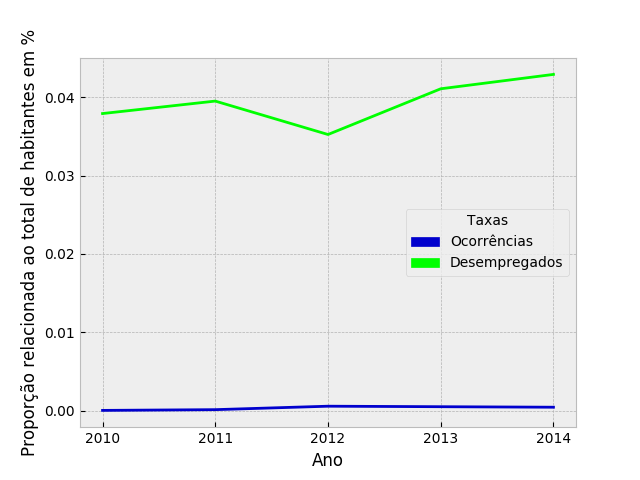 Proporção relacionada ao total de habitantes em %
0.04
0.03
0.02
0.01
0.00
Taxas
Ocorrências
Desempregados
2010 2011 2012 2013 2014
Ano